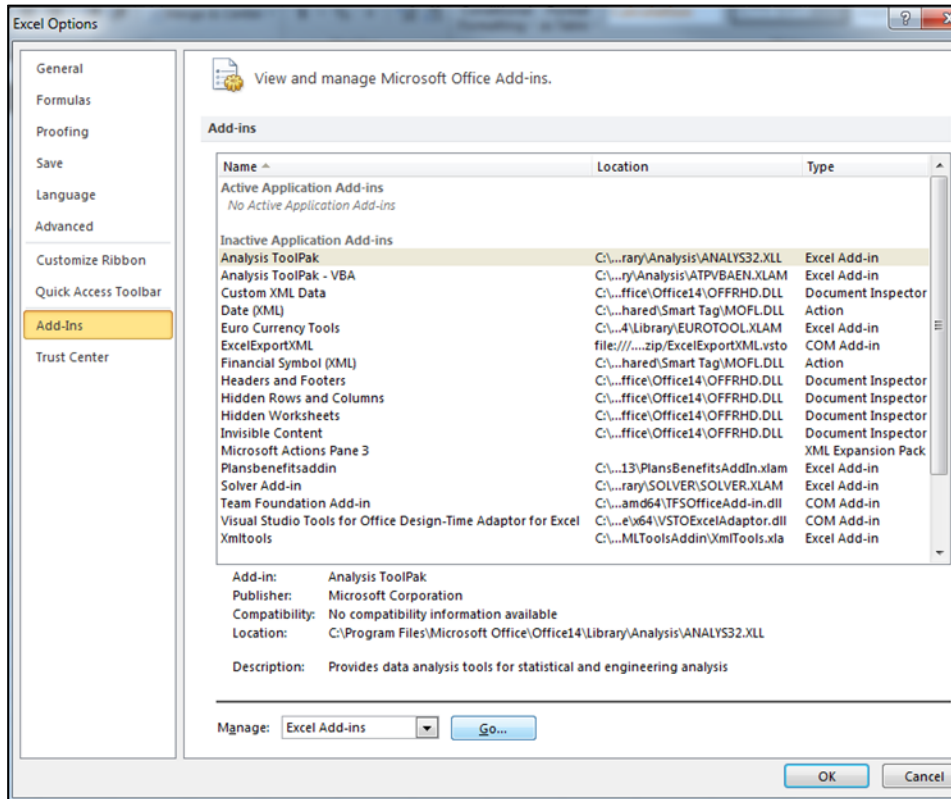 Excel Options
General
Formulas
Proofing
Save
Language
Advanced
Customize Ribbon
Quick Access Toolbar
Add-Ins
Trust Center
View and manage Microsoft Office Add-ins.
Add-ins
Name Location Type
Active Application Add-ins
No Active Application Add-ins
Inactive Application Add-ins
Analysis ToolPak C:\...rary\Analysis\ANALYS32.XLL Excel Add-in
Analysis ToolPak - VBA C:\...ry\Analysis\ATPVBAEN.XLAM Excel Add-in
Custom XML Data C:\...ffice\Office14\OFFRHD.DLL Document Inspector
Date (XML) C:\...hared\Smart Tag\MOFL.DLL Action
Euro Currency Tools C:\...4\Library\EUROTOOL.XLAM Excel Add-in
ExcelExportXML file:///....zip/ExcelExportXML.vsto COM Add-in
Financial Symbol (XML) C:\...hared\Smart Tag\MOFL.DLL Action
Headers and Footers C:\...ffice\Office14\OFFRHD.DLL Document Inspector
Hidden Rows and Columns C:\...ffice\Office14\OFFRHD.DLL Document Inspector
Hidden Worksheets C:\...ffice\Office14\OFFRHD.DLL Document Inspector
Invisible Content C:\...ffice\Office14\OFFRHD.DLL Document Inspector
Microsoft Actions Pane 3 XML Expansion Pack
Plansbenefitsaddin C:\...13\PlansBenefitsAddIn.xlam Excel Add-in
Solver Add-in C:\...rary\SOLVER\SOLVER.XLAM Excel Add-in
Team Foundation Add-in C:\...amd64\TFSOfficeAdd-in.dll COM Add-in
Visual Studio Tools for Office Design-Time Adaptor for Excel C:\...e\x64\VSTOExcelAdaptor.dll COM Add-in
Xmltools C:\...MLToolsAddin\XmlTools.xla Excel Add-in
Add-in: Analysis ToolPak
Publisher: Microsoft Corporation
Compatibility: No compatibility information available
Location: C:\Program Files\Microsoft Office\Office14\Library\Analysis\ANALYS32.XLL
Description: Provides data analysis tools for statistical and engineering analysis
Manage: Excel Add-ins Go...
OK Cancel